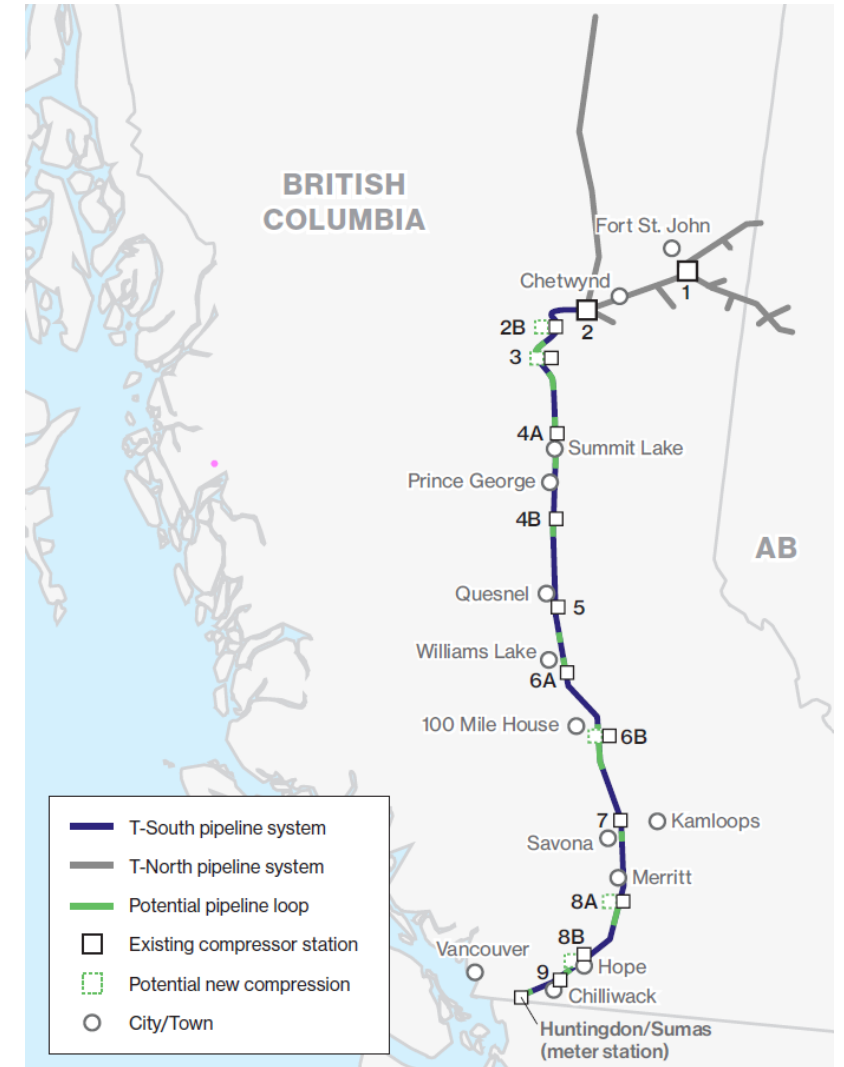 BRITISH
COLUMBIA
Fort St. John
Chetwynd
1
2B
2
3
4A
Summit Lake
Prince George
4B
AB
Quesnel
5
Williams Lake
6A
100 Mile House
6B
7
Kamloops
Savona
Merritt
8A
8B
Vancouver
Hope
9
Chilliwack
Huntingdon/Sumas
(meter station)
T-South pipeline system
T-North pipeline system
Potential pipeline loop
Existing compressor station
Potential new compression
City/Town